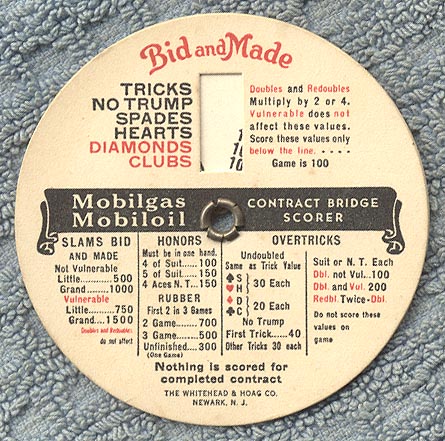 Bid and Made
TRICKS
NO TRUMP
SPADES
HEARTS
DIAMONDS
CLUBS
Doubles and Redoubles
Multiply by 2 or 4.
Vulnerable does not
affect these values.
Score these values only
below the line. - - - -
Game is 100
Mobilgas
Mobiloil
CONTRACT BRIDGE
SCORER
SLAMS BID
AND MADE
Not Vulnerable
Little........500
Grand.......1000
Vulnerable
Little........750
Grand....1500
Doubles and Redoubles
do not affect
HONORS
Must be in one hand.
4 of Suit.....100
5 of Suit.....150
4 Aces N.T...150
RUBBER
First 2 in 3 Games
2 Game.......700
3 Game.......500
Unfinished....300
(One Game)
OVERTRICKS
Undoubled
Same as Trick Value
♠ S
♥ H
} 30 Each
♦ D
♣ C
} 20 Each
No Trump
First Trick......40
Other Tricks 30 each
Suit or N. T. Each
Dbl. not Vul...100
Dbl. and Vul. 200
Redbl. Twice-Dbl.
Do not score these
values on
game
Nothing is scored for
completed contract
THE WHITEHEAD & HOAG CO.
NEWARK, N. J.